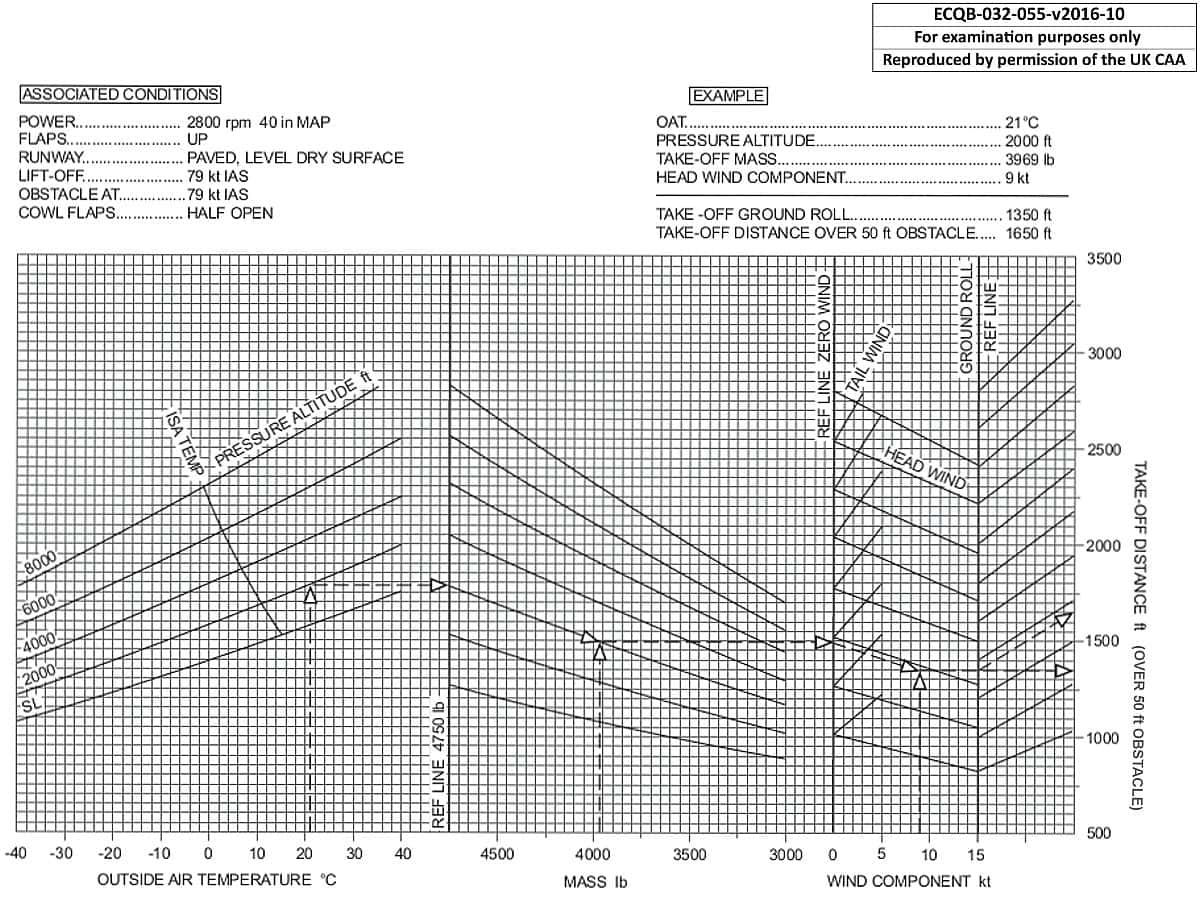 ECQB-032-055-v2016-10
For examination purposes only
Reproduced by permission of the UK CAA
ASSOCIATED CONDITIONS
POWER......................... 2800 rpm 40 in MAP
FLAPS........................... UP
RUNWAY....................... PAVED, LEVEL DRY SURFACE
LIFT-OFF....................... 79 kt IAS
OBSTACLE AT............... 79 kt IAS
COWL FLAPS................ HALF OPEN
EXAMPLE
OAT............................................................. 21°C
PRESSURE ALTITUDE.................................... 2000 ft
TAKE-OFF MASS........................................... 3969 lb
HEAD WIND COMPONENT.............................. 9 kt
TAKE -OFF GROUND ROLL............................. 1350 ft
TAKE-OFF DISTANCE OVER 50 ft OBSTACLE..... 1650 ft
ISA TEMP
PRESSURE ALTITUDE ft
8000
6000
4000
2000
SL
REF LINE 4750 lb
REF LINE ZERO WIND
TAIL WIND
HEAD WIND
GROUND ROLL
REF LINE
3500
3000
2500
2000
1500
1000
500
TAKE-OFF DISTANCE ft (OVER 50 ft OBSTACLE)
-40 -30 -20 -10 0 10 20 30 40 4500 4000 3500 3000 0 5 10 15
OUTSIDE AIR TEMPERATURE °C
MASS lb
WIND COMPONENT kt